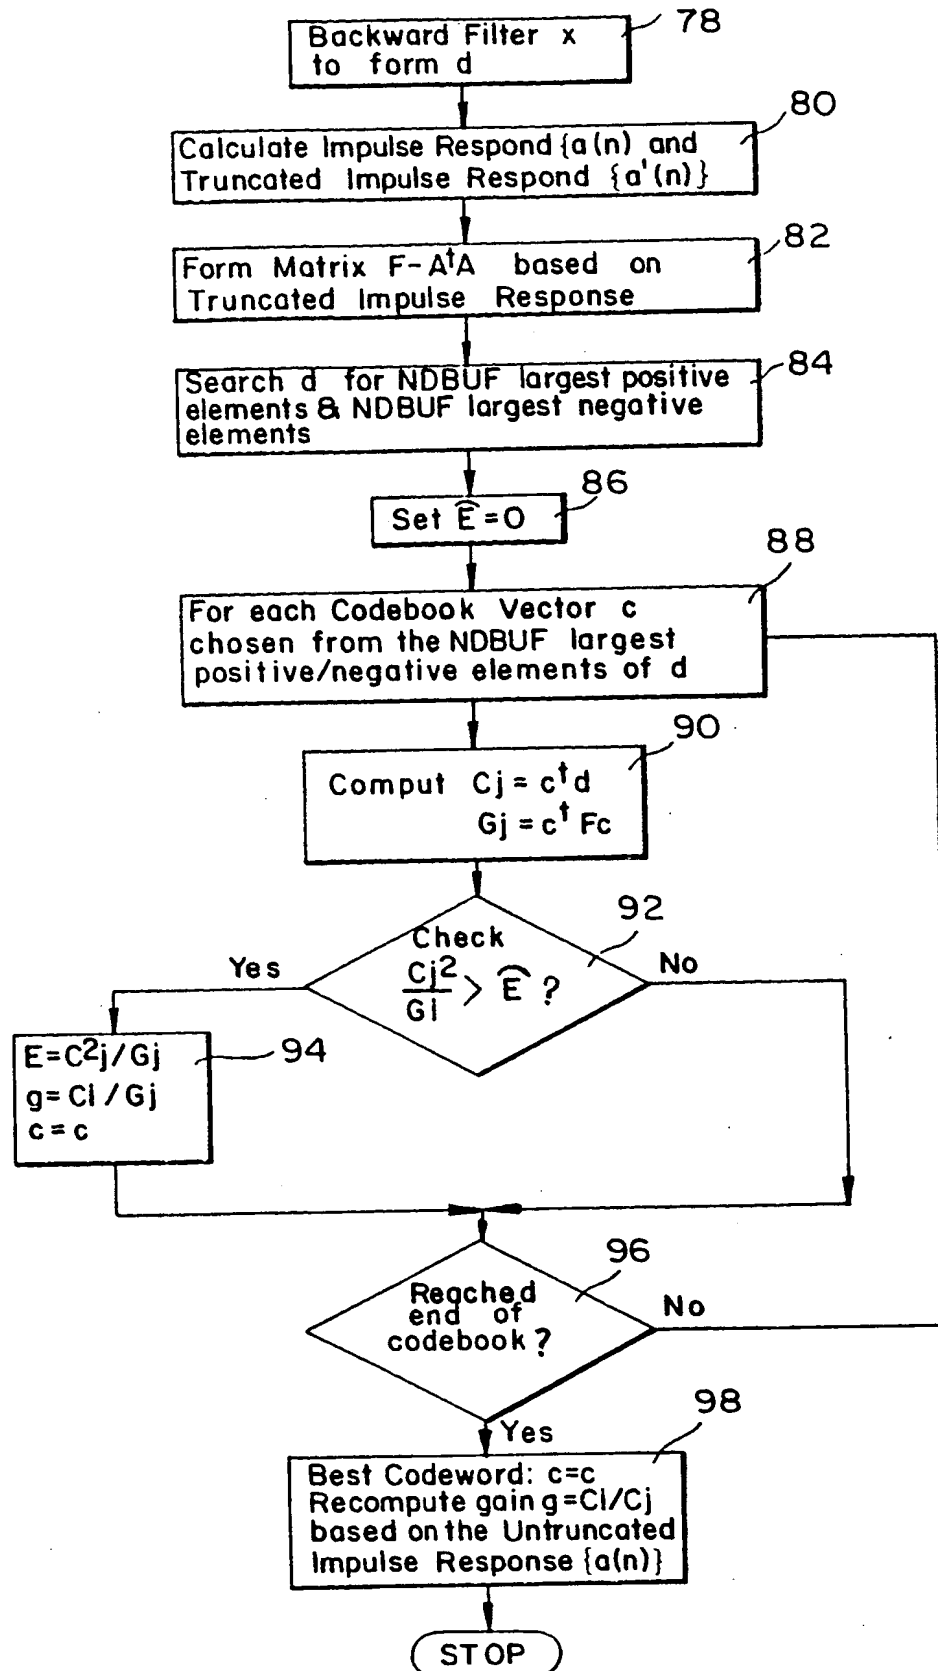 Backward Filter x
to form d
78
Calculate Impulse Respond {a(n) and
Truncated Impulse Respond {a'(n)}
80
Form Matrix F-A†A based on
Truncated Impulse Response
82
Search d for NDBUF largest positive
elements & NDBUF largest negative
elements
84
Set Ê=0
86
For each Codebook Vector c
chosen from the NDBUF largest
positive/negative elements of d
88
Comput Cj = c†d
Gj = c† Fc
90
Check
Cj²
/GI > Ê ?
92
Yes
No
E=C²j/Gj
g=CI/Gj
c=c
94
Reached
end of
codebook?
96
No
Yes
Best Codeword: c=c
Recompute gain g=CI/Cj
based on the Untruncated
Impulse Response {a(n)}
98
STOP